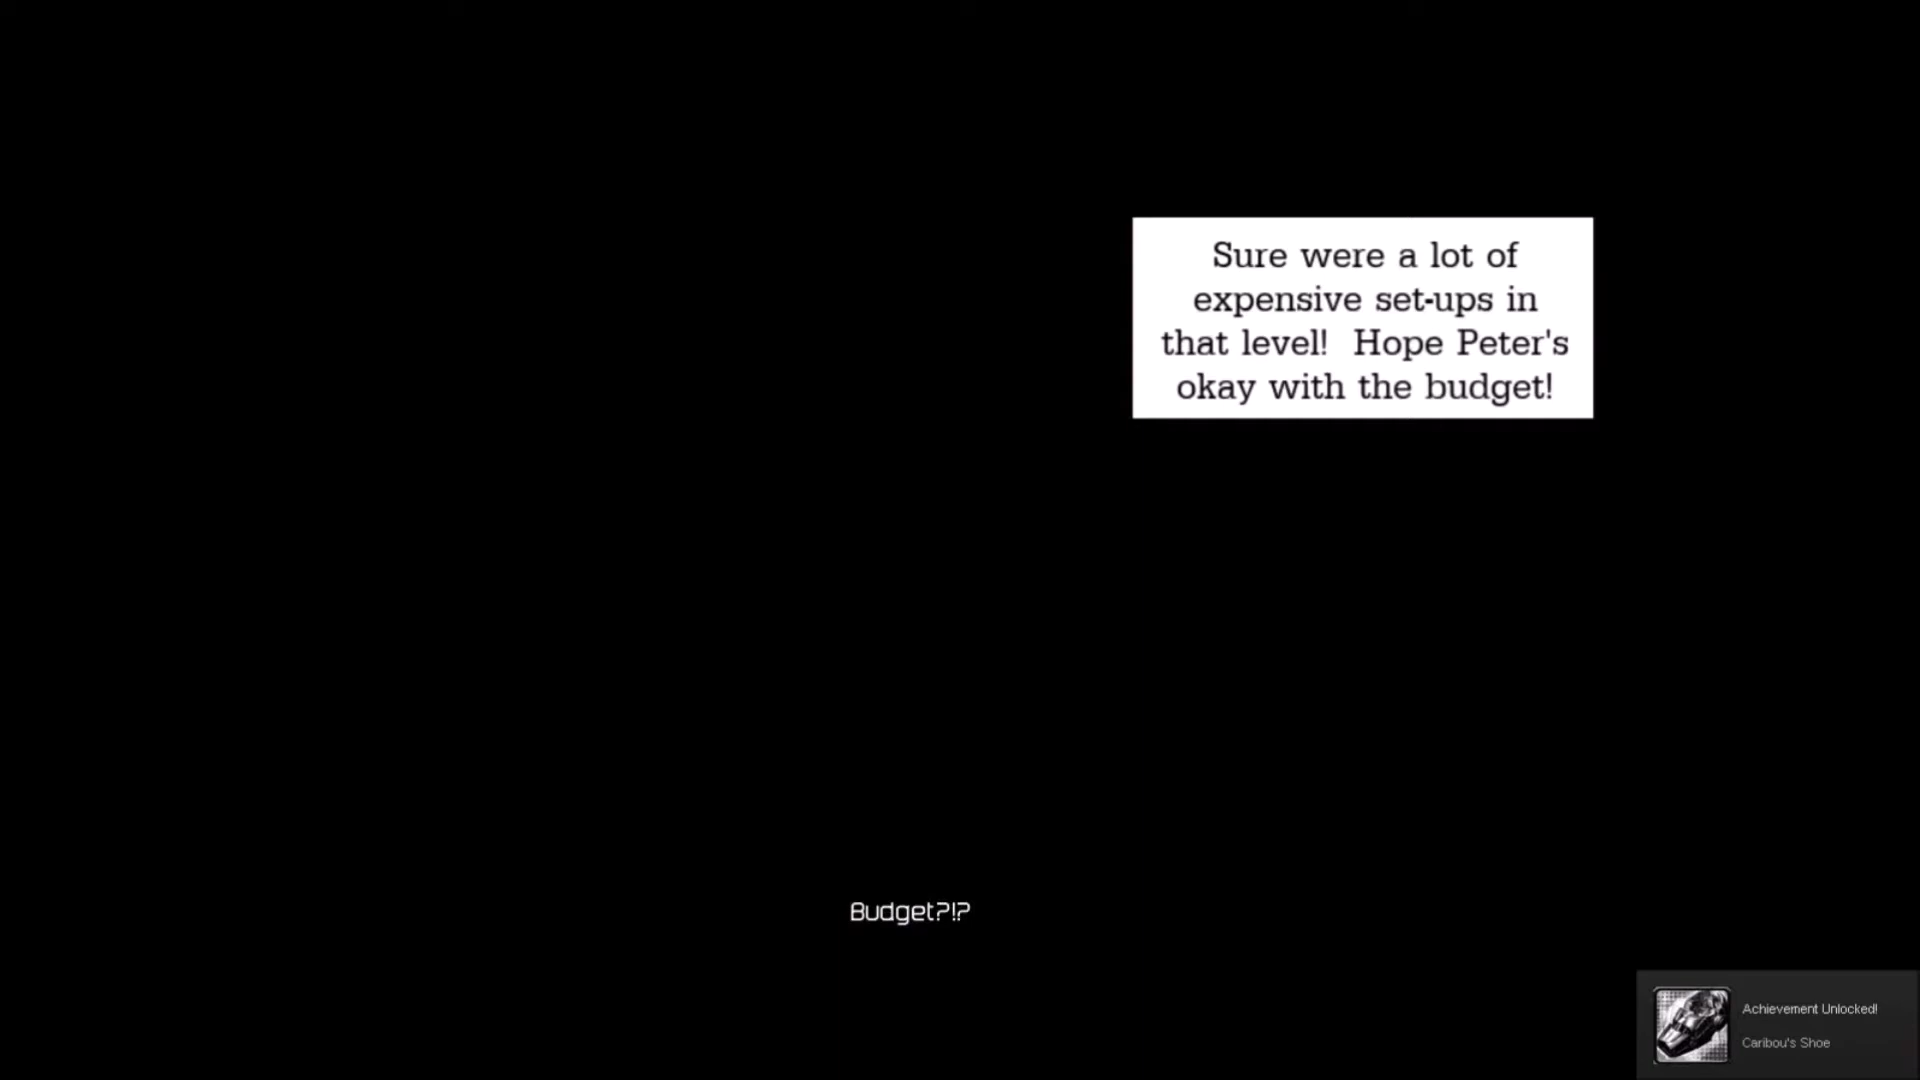 Sure were a lot of
expensive set-ups in
that level!  Hope Peter's
okay with the budget!
Budget?!?
Achievement Unlocked!
Caribou's Shoe